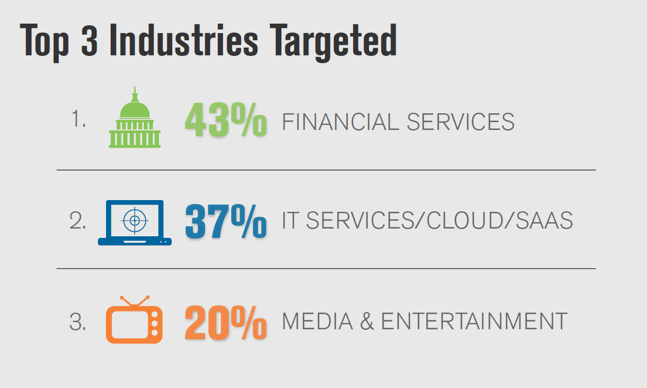 Top 3 Industries Targeted
1. 43% FINANCIAL SERVICES
2. 37% IT SERVICES/CLOUD/SAAS
3. 20% MEDIA & ENTERTAINMENT